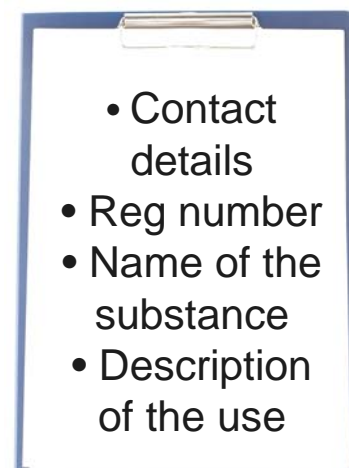 • Contact
details
• Reg number
• Name of the
substance
• Description
of the use